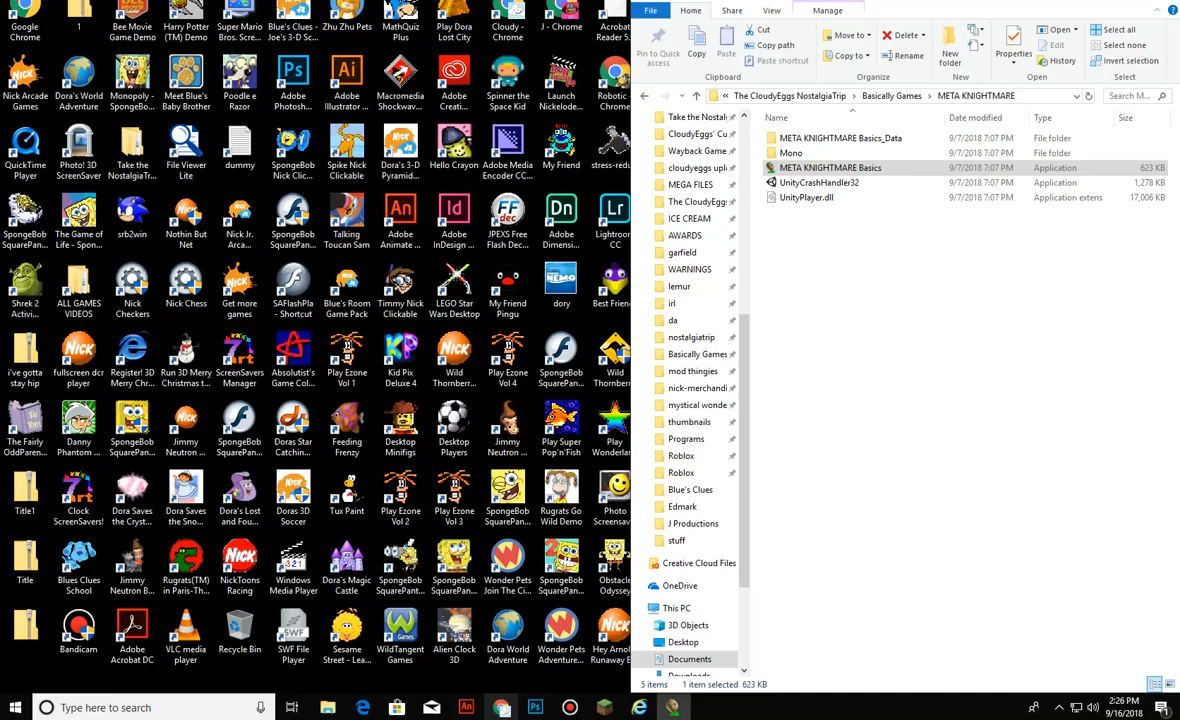 Google Chrome
1
Bee Movie Game
Harry Potter (TM) Demo
Super Mario Bros. Scre...
Blue's Clues - Joe's 3-D Sc...
Zhu Zhu Pets
MathQuiz Plus
Play Dora Lost City
Cloudy - Chrome
J - Chrome
Acrobat Reader 5...
Nick Arcade Games
Dora's World Adventure
Monopoly - SpongeBo...
Meet Blue's Baby Brother
Poodle e Razor
Adobe Photosh...
Adobe Illustrator ...
Macromedia Shockwav...
Adobe Creati...
Spinner the Space Kid
Launch Nickelode...
Robotic - Chrome
QuickTime Player
Photo! 3D ScreenSaver
Take the NostalgiaTri...
File Viewer Lite
dummy
SpongeBob Nick Clic...
Spike Nick Clickable
Dora's 3-D Pyramid...
Hello Crayon
Adobe Media Encoder CC...
My Friend
stress-redu...
SpongeBob SquarePan...
The Game of Life - Spon...
srb2win
Nothin But Net
Nick Jr. Arca...
SpongeBob SquarePan...
Talking Toucan Sam
Adobe Animate ...
Adobe InDesign ...
JPEXS Free Flash Dec...
Adobe Dimensi...
Lightroom CC
Shrek 2 Activi...
ALL GAMES VIDEOS
Nick Checkers
Nick Chess
Get more games
SAFlashPla - Shortcut
Blue's Room Game Pack
Timmy Nick Clickable
LEGO Star Wars Desktop
My Friend Pingu
dory
Best Frien...
i've gotta stay hip
fullscreen dcr player
Register! 3D Merry Chr...
Run 3D Merry Christmas t...
ScreenSavers Manager
Absolutist's Game Col...
Play Ezone Vol 1
Kid Pix Deluxe 4
Wild Thornberr...
Play Ezone Vol 4
SpongeBob SquarePan...
Wild Thornber...
The Fairly OddParen...
Danny Phantom ...
SpongeBob SquarePan...
Jimmy Neutron ...
SpongeBob SquarePan...
Doras Star Catchin...
Feeding Frenzy
Desktop Minifigs
Desktop Players
Jimmy Neutron ...
Play Super Pop'n'Fish
Play Wonderlan
Title1
Clock ScreenSavers!
Dora Saves the Cryst...
Dora Saves the Sno...
Dora's Lost and Fou...
Doras 3D Soccer
Tux Paint
Play Ezone Vol 2
Play Ezone Vol 3
SpongeBob SquarePan...
Rugrats Go Wild Demo
Photo Screensav...
Title
Blues Clues School
Jimmy Neutron B...
Rugrats(TM) in Paris-Th...
NickToons Racing
Windows Media Player
Dora's Magic Castle
SpongeBob SquarePant...
SpongeBob SquarePan...
Wonder Pets Join The Ci...
SpongeBob SquarePan...
Obstacle Odyssey
Bandicam
Adobe Acrobat DC
VLC media player
Recycle Bin
SWF File Player
Sesame Street - Lea...
WildTangent Games
Alien Clock 3D
Dora World Adventure
Wonder Pets Adventure...
Hey Arnold Runaway B
File Home Share View Manage
Pin to Quick access
Copy
Paste
Cut
Copy path
Paste shortcut
Clipboard
Move to
Copy to
Delete
Rename
Organize
New folder
New
Properties
Open
Edit
History
Open
Select all
Select none
Invert selection
Select
« The CloudyEggs NostalgiaTrip › Basically Games › META KNIGHTMARE
Search M...
Name Date modified Type Size
META KNIGHTMARE Basics_Data 9/7/2018 7:07 PM File folder
Mono 9/7/2018 7:07 PM File folder
META KNIGHTMARE Basics 9/7/2018 7:07 PM Application 623 KB
UnityCrashHandler32 9/7/2018 7:07 PM Application 1,278 KB
UnityPlayer.dll 9/7/2018 7:07 PM Application extens 17,006 KB
Take the Nostal
CloudyEggs' Cu
Wayback Game
cloudyeggs uplo
MEGA FILES
The CloudyEggs
ICE CREAM
AWARDS
garfield
WARNINGS
lemur
irl
da
nostalgiatrip
Basically Games
mod thingies
nick-merchandi
mystical wonde
thumbnails
Programs
Roblox
Roblox
Blue's Clues
Edmark
J Productions
stuff
Creative Cloud Files
OneDrive
This PC
3D Objects
Desktop
Documents
5 items 1 item selected 623 KB
Type here to search
2:26 PM
9/16/2018